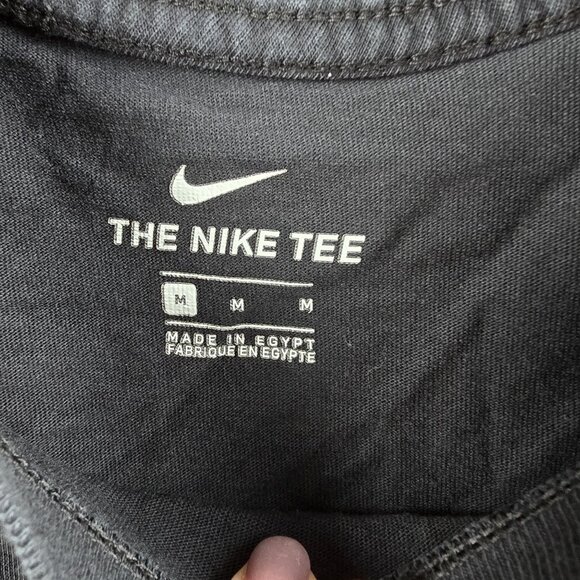 THE NIKE TEE
M M M
MADE IN EGYPT
FABRIQUE EN EGYPTE